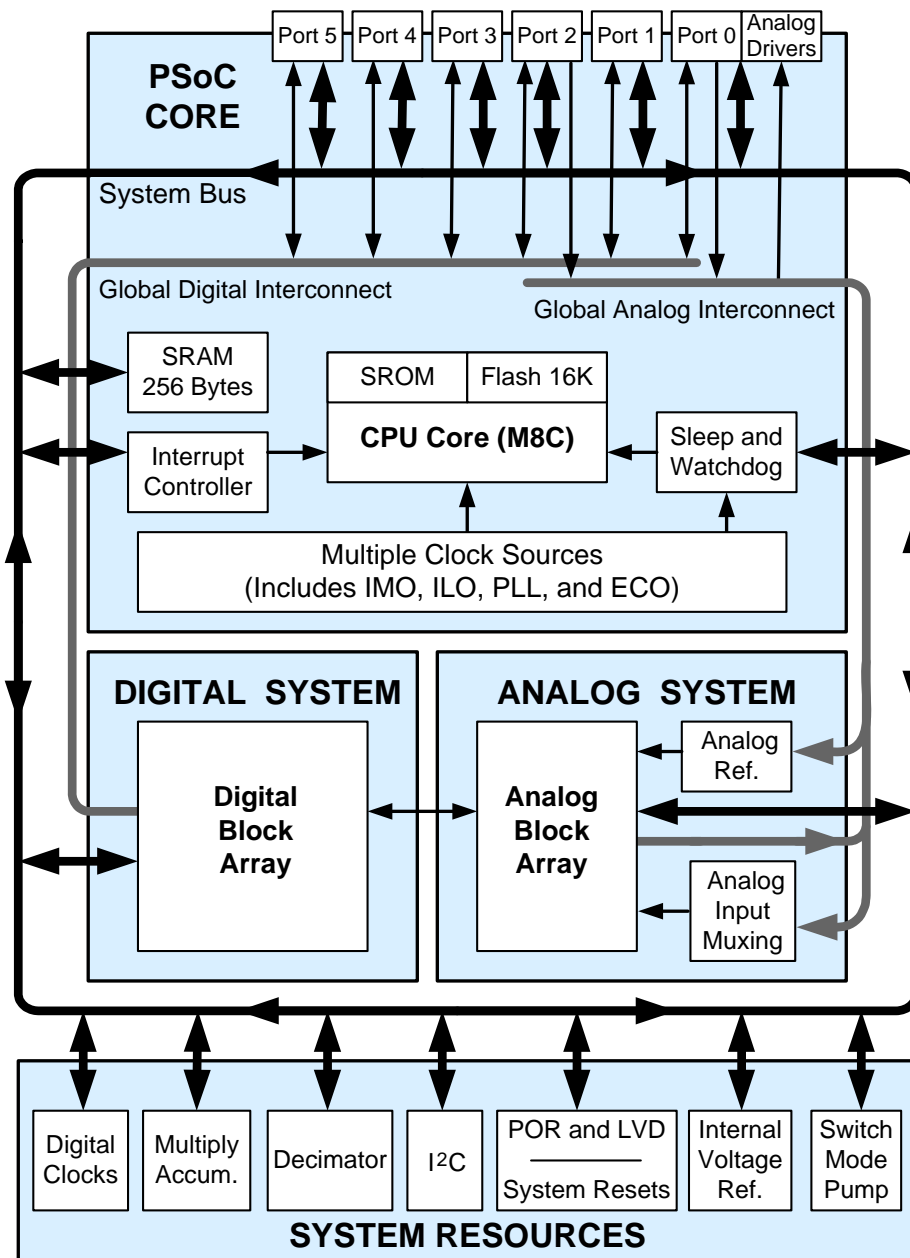 Port 5
Port 4
Port 3
Port 2
Port 1
Port 0
Analog
Drivers
PSoC
CORE
System Bus
Global Digital Interconnect
Global Analog Interconnect
SRAM
256 Bytes
SROM
Flash 16K
CPU Core (M8C)
Interrupt
Controller
Sleep and
Watchdog
Multiple Clock Sources
(Includes IMO, ILO, PLL, and ECO)
DIGITAL SYSTEM
ANALOG SYSTEM
Digital
Block
Array
Analog
Block
Array
Analog
Ref.
Analog
Input
Muxing
Digital
Clocks
Multiply
Accum.
Decimator
I²C
POR and LVD
System Resets
Internal
Voltage
Ref.
Switch
Mode
Pump
SYSTEM RESOURCES